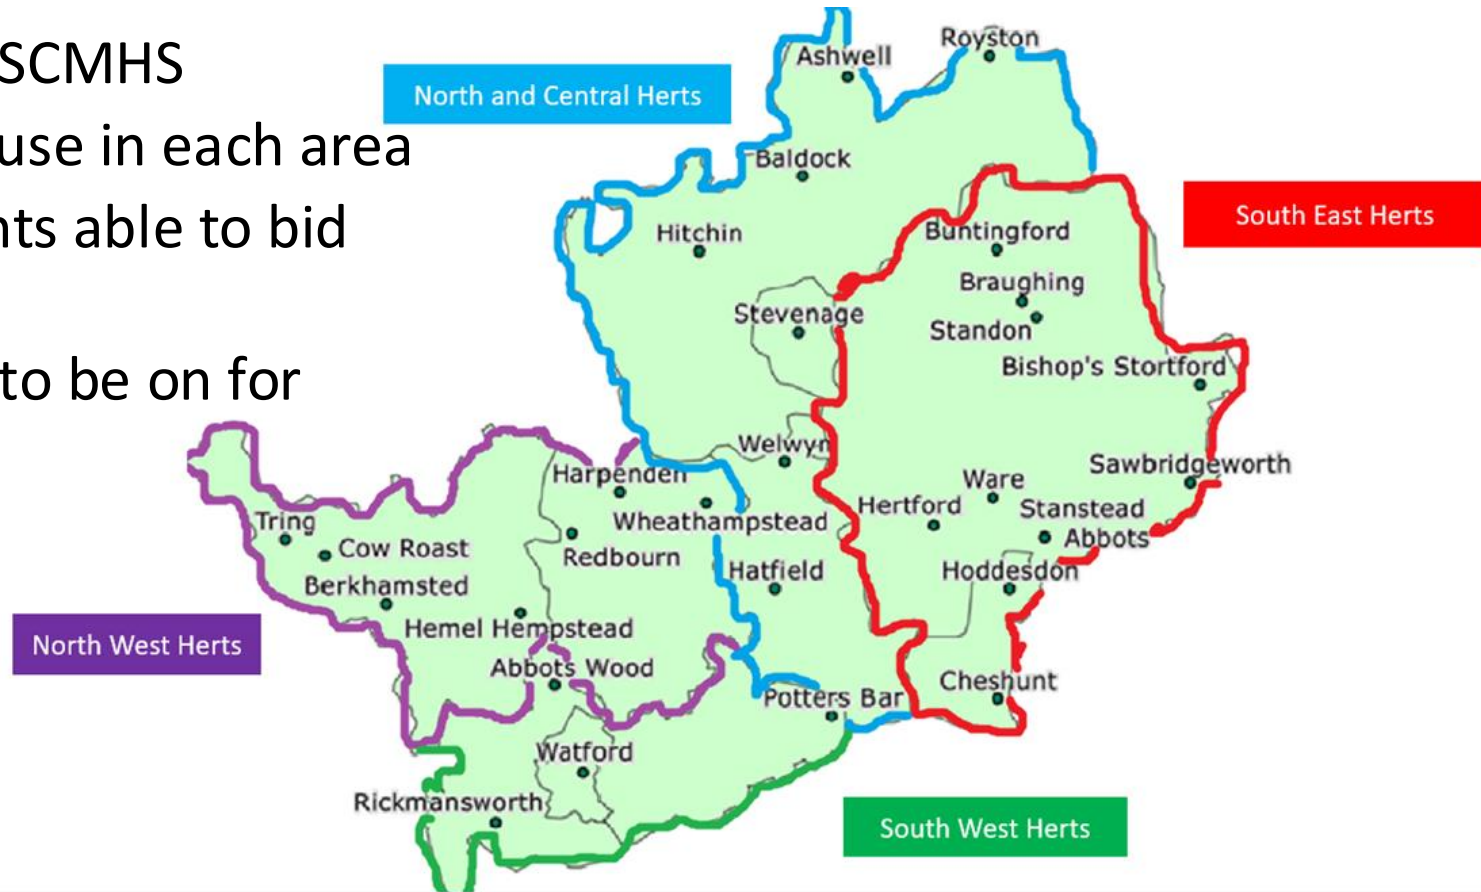 SCMHS
use in each area
nts able to bid
to be on for
North and Central Herts
South East Herts
North West Herts
South West Herts
Ashwell
Royston
Baldock
Hitchin
Buntingford
Braughing
Stevenage
Standon
Bishop's Stortford
Welwyn
Harpenden
Sawbridgeworth
Ware
Hertford
Stanstead
Abbots
Tring
Wheathampstead
Cow Roast
Redbourn
Hatfield
Hoddesdon
Berkhamsted
Hemel Hempstead
Abbots Wood
Cheshunt
Potters Bar
Watford
Rickmansworth